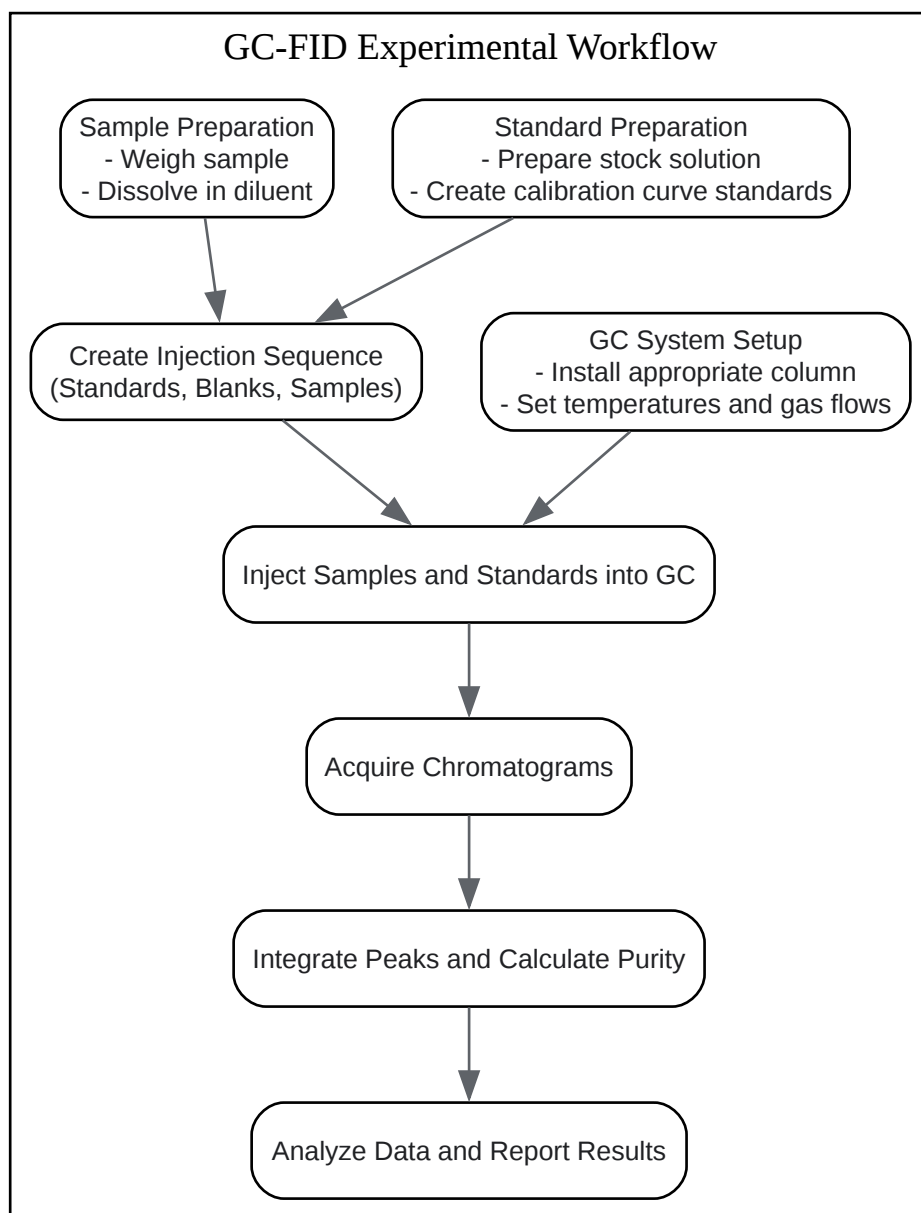 GC-FID Experimental Workflow
Sample Preparation
- Weigh sample
- Dissolve in diluent
Standard Preparation
- Prepare stock solution
- Create calibration curve standards
Create Injection Sequence
(Standards, Blanks, Samples)
GC System Setup
- Install appropriate column
- Set temperatures and gas flows
Inject Samples and Standards into GC
Acquire Chromatograms
Integrate Peaks and Calculate Purity
Analyze Data and Report Results